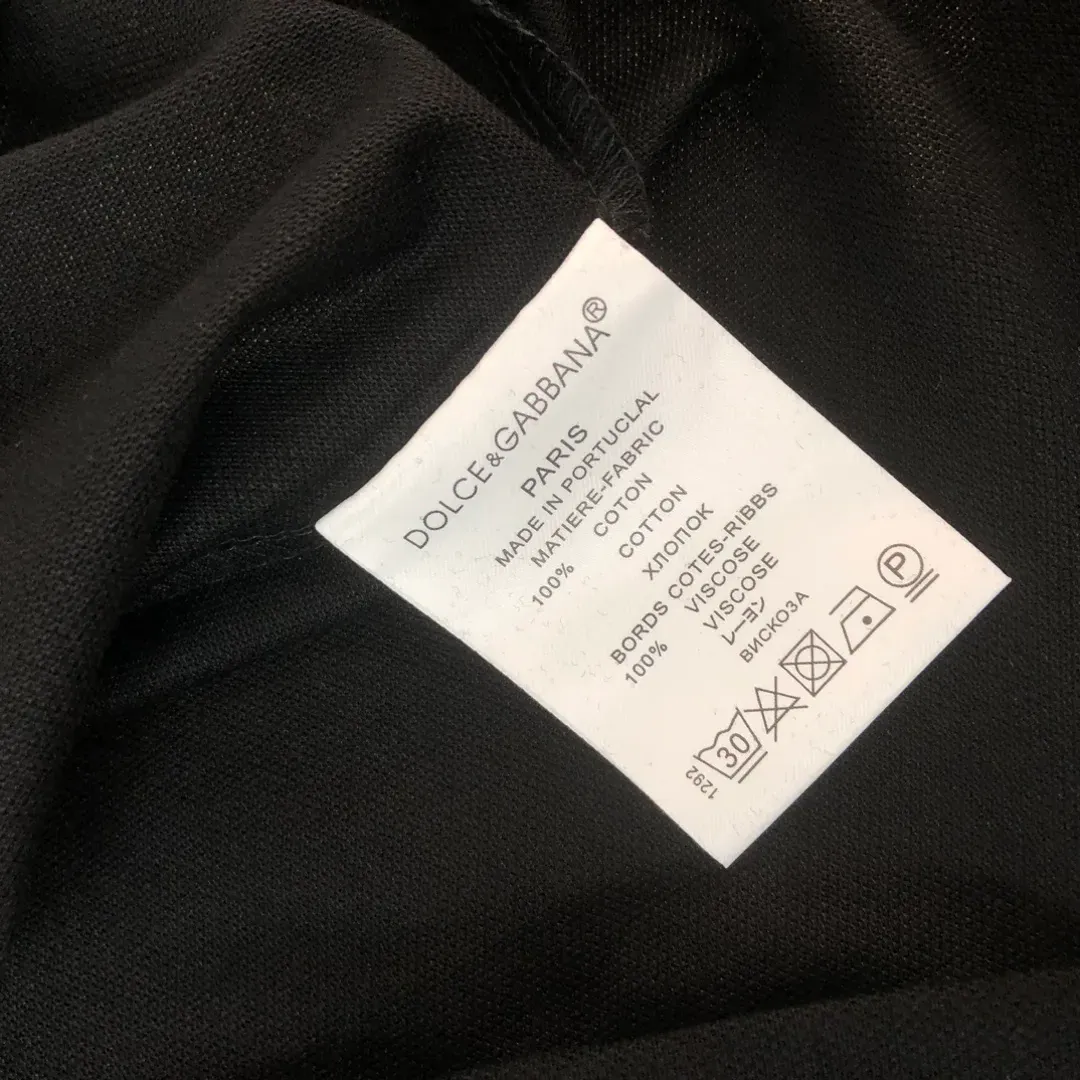 DOLCE&GABBANA®
PARIS
MADE IN PORTUCLAL
MATIERE-FABRIC
100% COTON
COTTON
ХЛОПОК
BORDS COTES-RIBBS
100% VISCOSE
VISCOSE
レーヨン
ВИСКОЗА
30
P
1292